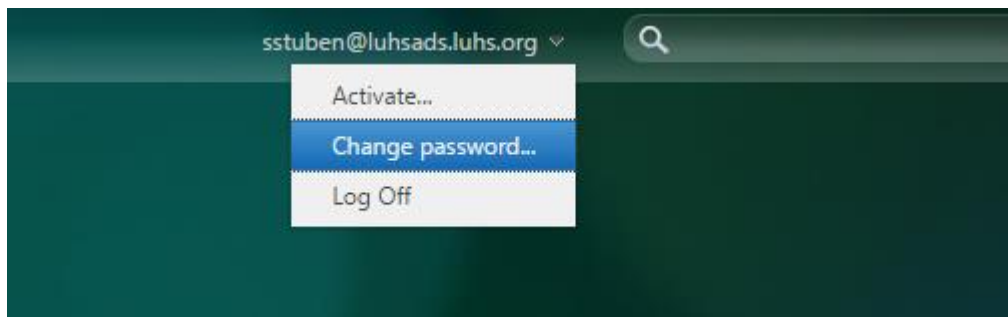 sstuben@luhsads.luhs.org
Activate...
Change password...
Log Off